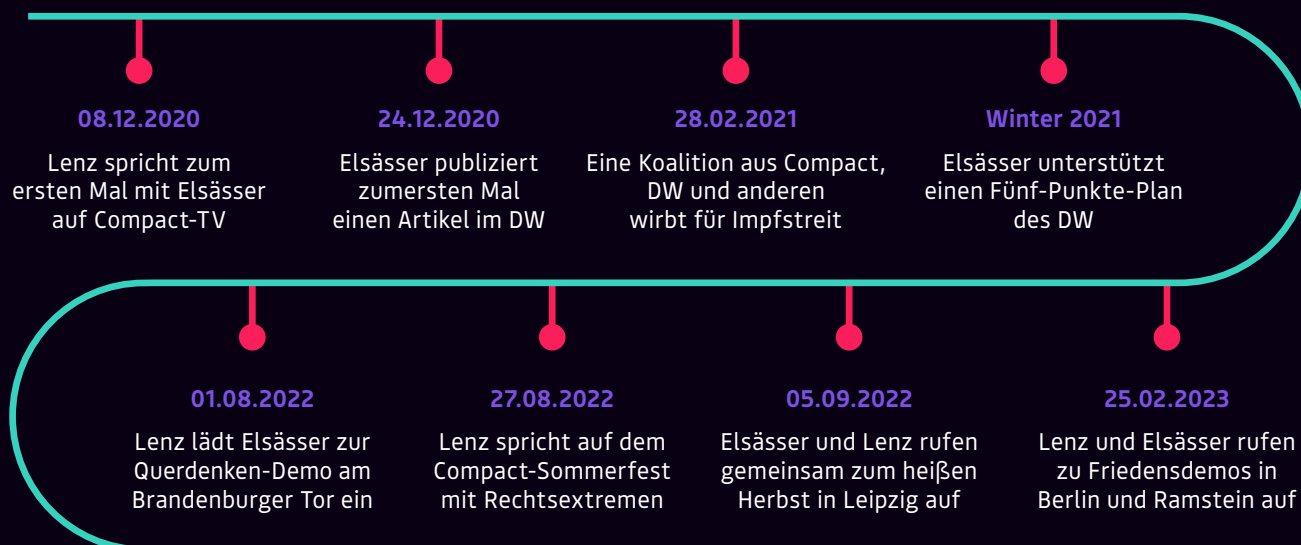 08.12.2020
Lenz spricht zum
ersten Mal mit Elsässer
auf Compact-TV
24.12.2020
Elsässer publiziert
zumersten Mal
einen Artikel im DW
28.02.2021
Eine Koalition aus Compact,
DW und anderen
wirbt für Impfstreit
Winter 2021
Elsässer unterstützt
einen Fünf-Punkte-Plan
des DW
01.08.2022
Lenz lädt Elsässer zur
Querdenken-Demo am
Brandenburger Tor ein
27.08.2022
Lenz spricht auf dem
Compact-Sommerfest
mit Rechtsextremen
05.09.2022
Elsässer und Lenz rufen
gemeinsam zum heißen
Herbst in Leipzig auf
25.02.2023
Lenz und Elsässer rufen
zu Friedensdemos in
Berlin und Ramstein auf